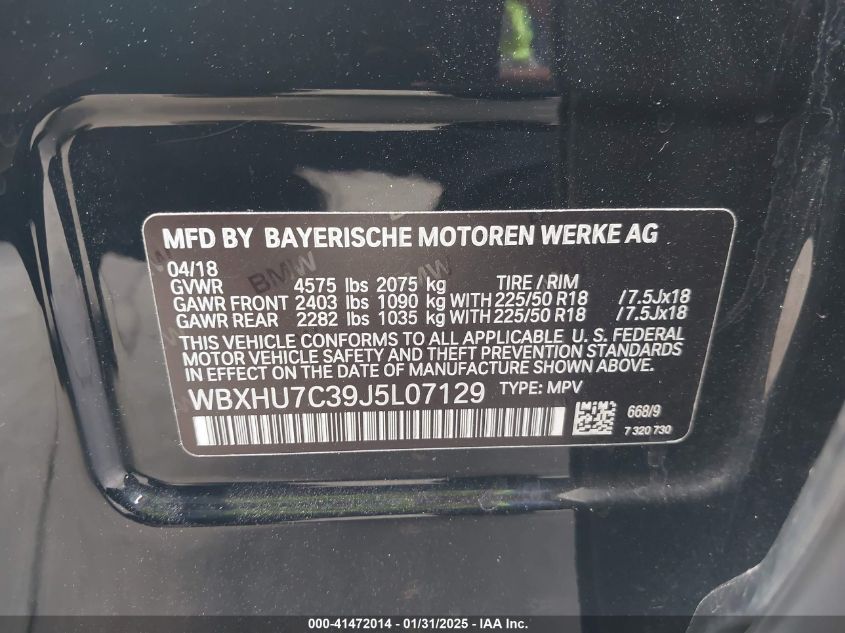 MFD BY BAYERISCHE MOTOREN WERKE AG
04/18
GVWR 4575 lbs 2075 kg TIRE / RIM
GAWR FRONT 2403 lbs 1090 kg WITH 225/50 R18 /7.5Jx18
GAWR REAR 2282 lbs 1035 kg WITH 225/50 R18 /7.5Jx18
THIS VEHICLE CONFORMS TO ALL APPLICABLE U. S. FEDERAL
MOTOR VEHICLE SAFETY AND THEFT PREVENTION STANDARDS
IN EFFECT ON THE DATE OF MANUFACTURE SHOWN ABOVE.
WBXHU7C39J5L07129 TYPE: MPV
668/9
7 320 730
BMW
BMW
000-41472014 - 01/31/2025 - © IAA, Inc.